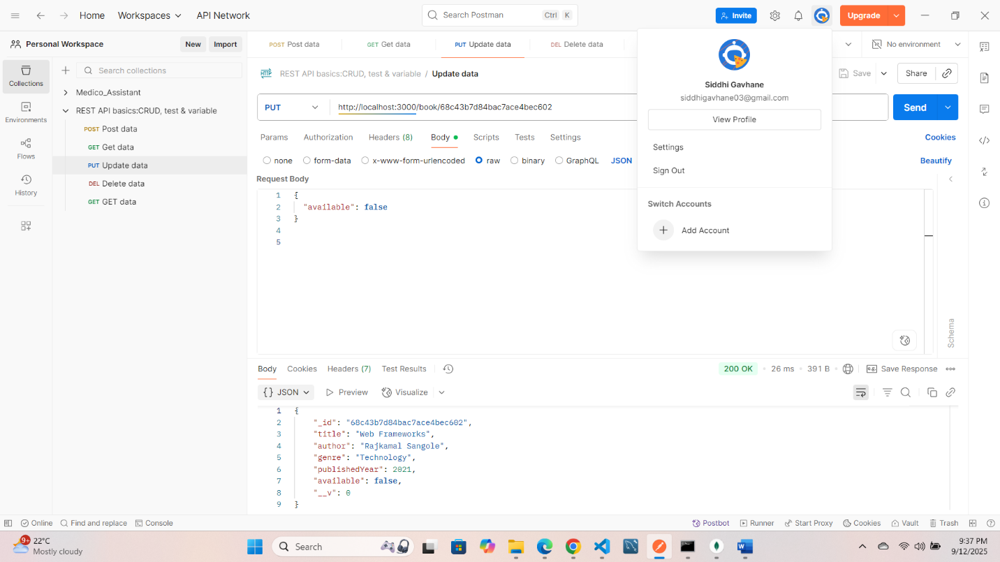 Home Workspaces API Network Search Postman Ctrl K Invite Upgrade
Personal Workspace New Import
POST Post data GET Get data PUT Update data DEL Delete data No environment
Collections
Environments
Flows
History
Search collections
Medico_Assistant
REST API basics:CRUD, test & variable
POST Post data
GET Get data
PUT Update data
DEL Delete data
GET GET data
HTTP REST API basics:CRUD, test & variable / Update data Save Share
PUT http://localhost:3000/book/68c43b7d84bac7ace4bec602 Send
Params Authorization Headers (8) Body Scripts Tests Settings Cookies
none form-data x-www-form-urlencoded raw binary GraphQL JSON Beautify
Request Body
1 {
2 "available": false
3 }
4
5
Schema
Siddhi Gavhane
siddhigavhane03@gmail.com
View Profile
Settings
Sign Out
Switch Accounts
Add Account
Body Cookies Headers (7) Test Results 200 OK 26 ms 391 B e.g. Save Response
{} JSON Preview Visualize
1 {
2 "_id": "68c43b7d84bac7ace4bec602",
3 "title": "Web Frameworks",
4 "author": "Rajkamal Sangole",
5 "genre": "Technology",
6 "publishedYear": 2021,
7 "available": false,
8 "__v": 0
9 }
Online Find and replace Console Postbot Runner Start Proxy Cookies Vault Trash
9+ 22°C
Mostly cloudy
Search
9:37 PM
9/12/2025